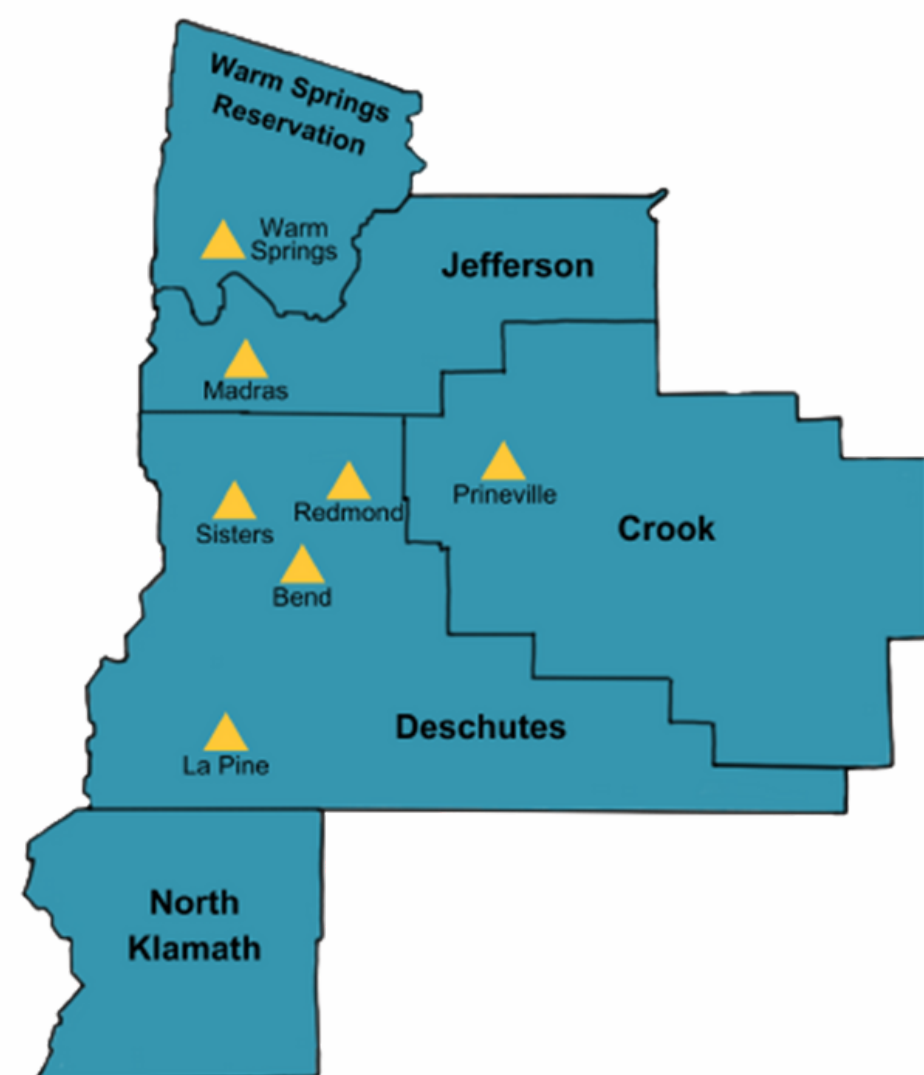 Warm Springs
Reservation
Warm
Springs
Jefferson
Madras
Prineville
Redmond
Sisters
Crook
Bend
Deschutes
La Pine
North
Klamath